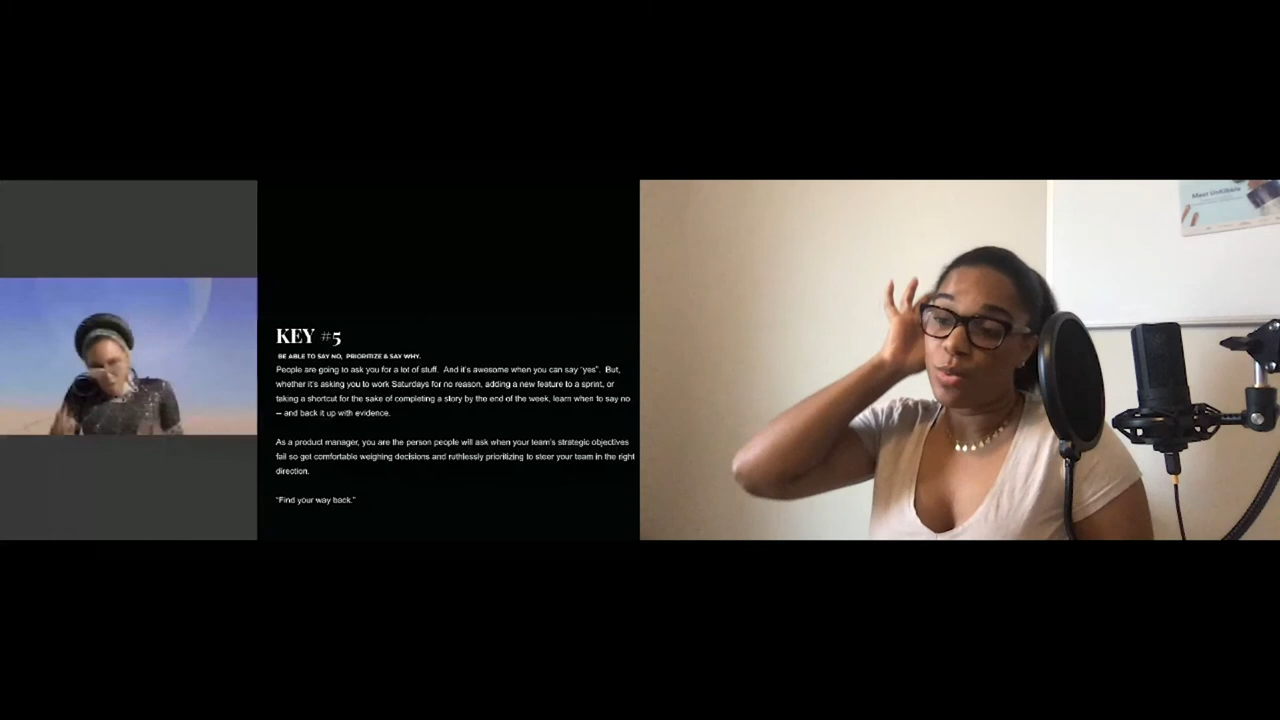 KEY #5
BE ABLE TO SAY NO, PRIORITIZE & SAY WHY.
People are going to ask you for a lot of stuff. And it's awesome when you can say "yes". But,
whether it's asking you to work Saturdays for no reason, adding a new feature to a sprint, or
taking a shortcut for the sake of completing a story by the end of the week, learn when to say no
– and back it up with evidence.
As a product manager, you are the person people will ask when your team's strategic objectives
fail so get comfortable weighing decisions and ruthlessly prioritizing to steer your team in the right
direction.
"Find your way back."